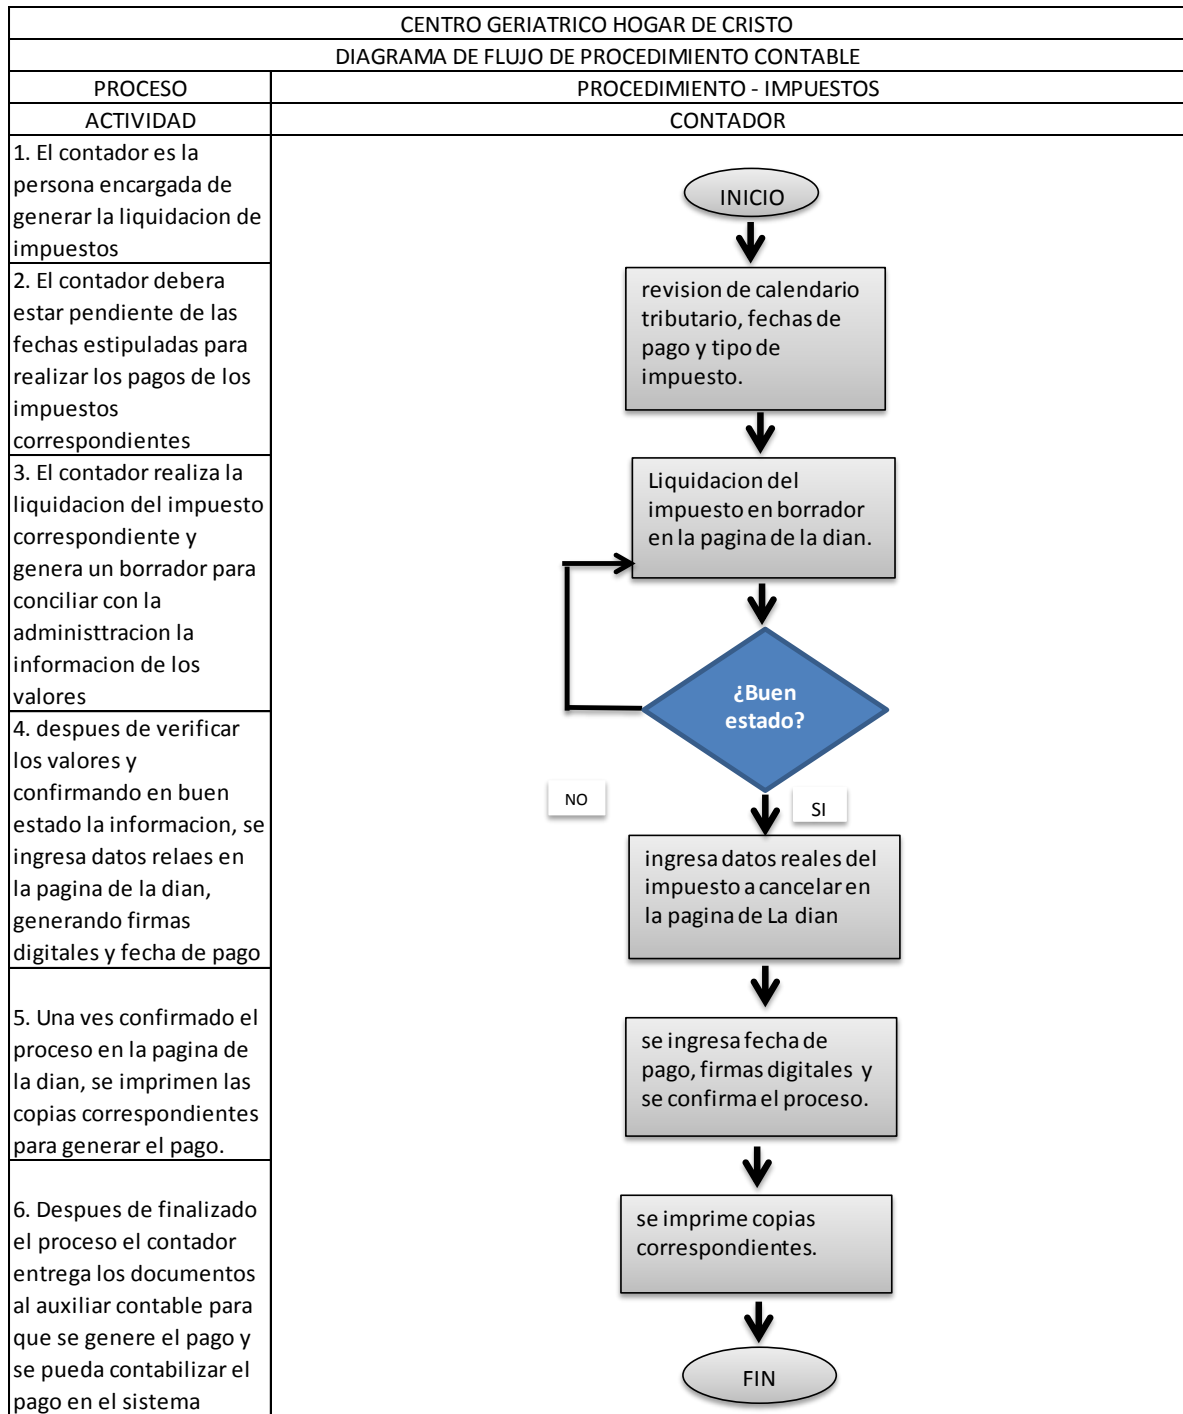 CENTRO GERIATRICO HOGAR DE CRISTO
DIAGRAMA DE FLUJO DE PROCEDIMIENTO CONTABLE
PROCESO
PROCEDIMIENTO - IMPUESTOS
ACTIVIDAD
CONTADOR
1. El contador es la
persona encargada de
generar la liquidacion de
impuestos
2. El contador debera
estar pendiente de las
fechas estipuladas para
realizar los pagos de los
impuestos
correspondientes
3. El contador realiza la
liquidacion del impuesto
correspondiente y
genera un borrador para
conciliar con la
administtracion la
informacion de los
valores
4. despues de verificar
los valores y
confirmando en buen
estado la informacion, se
ingresa datos relaes en
la pagina de la dian,
generando firmas
digitales y fecha de pago
5. Una ves confirmado el
proceso en la pagina de
la dian, se imprimen las
copias correspondientes
para generar el pago.
6. Despues de finalizado
el proceso el contador
entrega los documentos
al auxiliar contable para
que se genere el pago y
se pueda contabilizar el
pago en el sistema
INICIO
revision de calendario
tributario, fechas de
pago y tipo de
impuesto.
Liquidacion del
impuesto en borrador
en la pagina de la dian.
¿Buen
estado?
NO
SI
ingresa datos reales del
impuesto a cancelar en
la pagina de La dian
se ingresa fecha de
pago, firmas digitales y
se confirma el proceso.
se imprime copias
correspondientes.
FIN